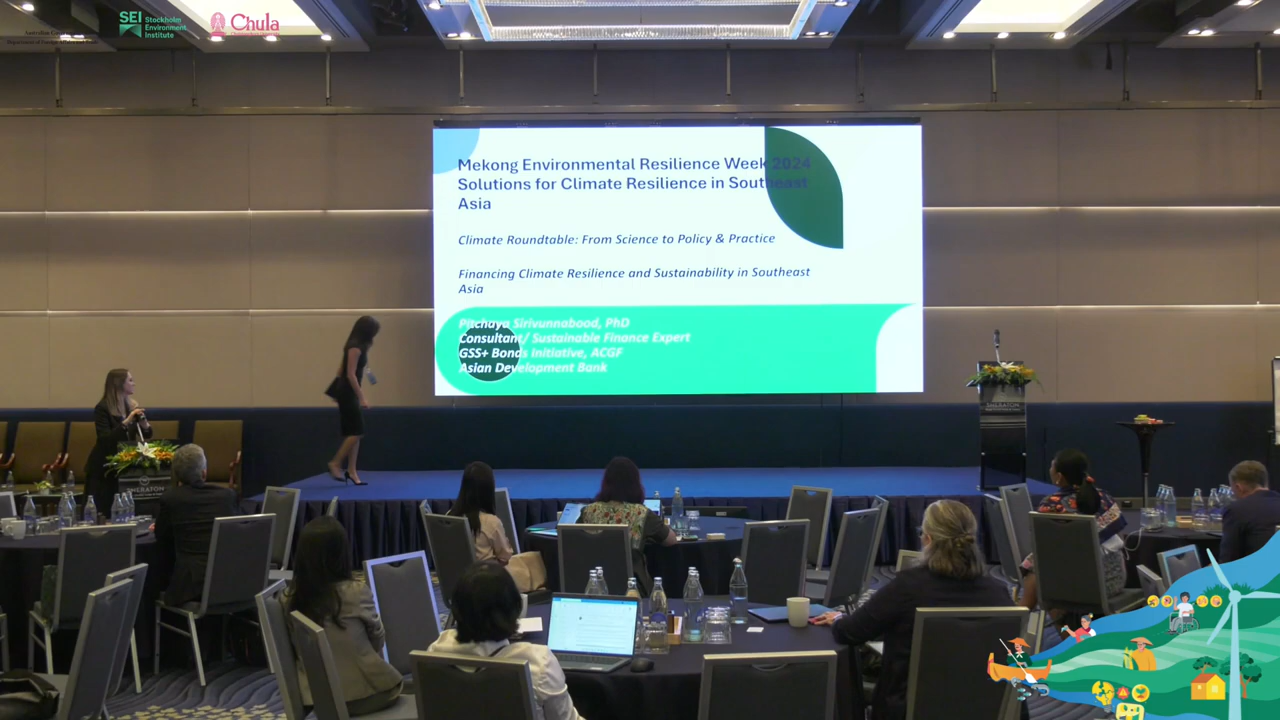 SEI Stockholm
Environment
Institute
Chula
Mekong Environmental Resilience Week 2024
Solutions for Climate Resilience in Southeast
Asia
Climate Roundtable: From Science to Policy & Practice
Financing Climate Resilience and Sustainability in Southeast
Asia
Pitchaya Sirivunnabood, PhD
Consultant/ Sustainable Finance Expert
GSS+ Bonds Initiative, ACGF
Asian Development Bank
SHERATON
SHERATON